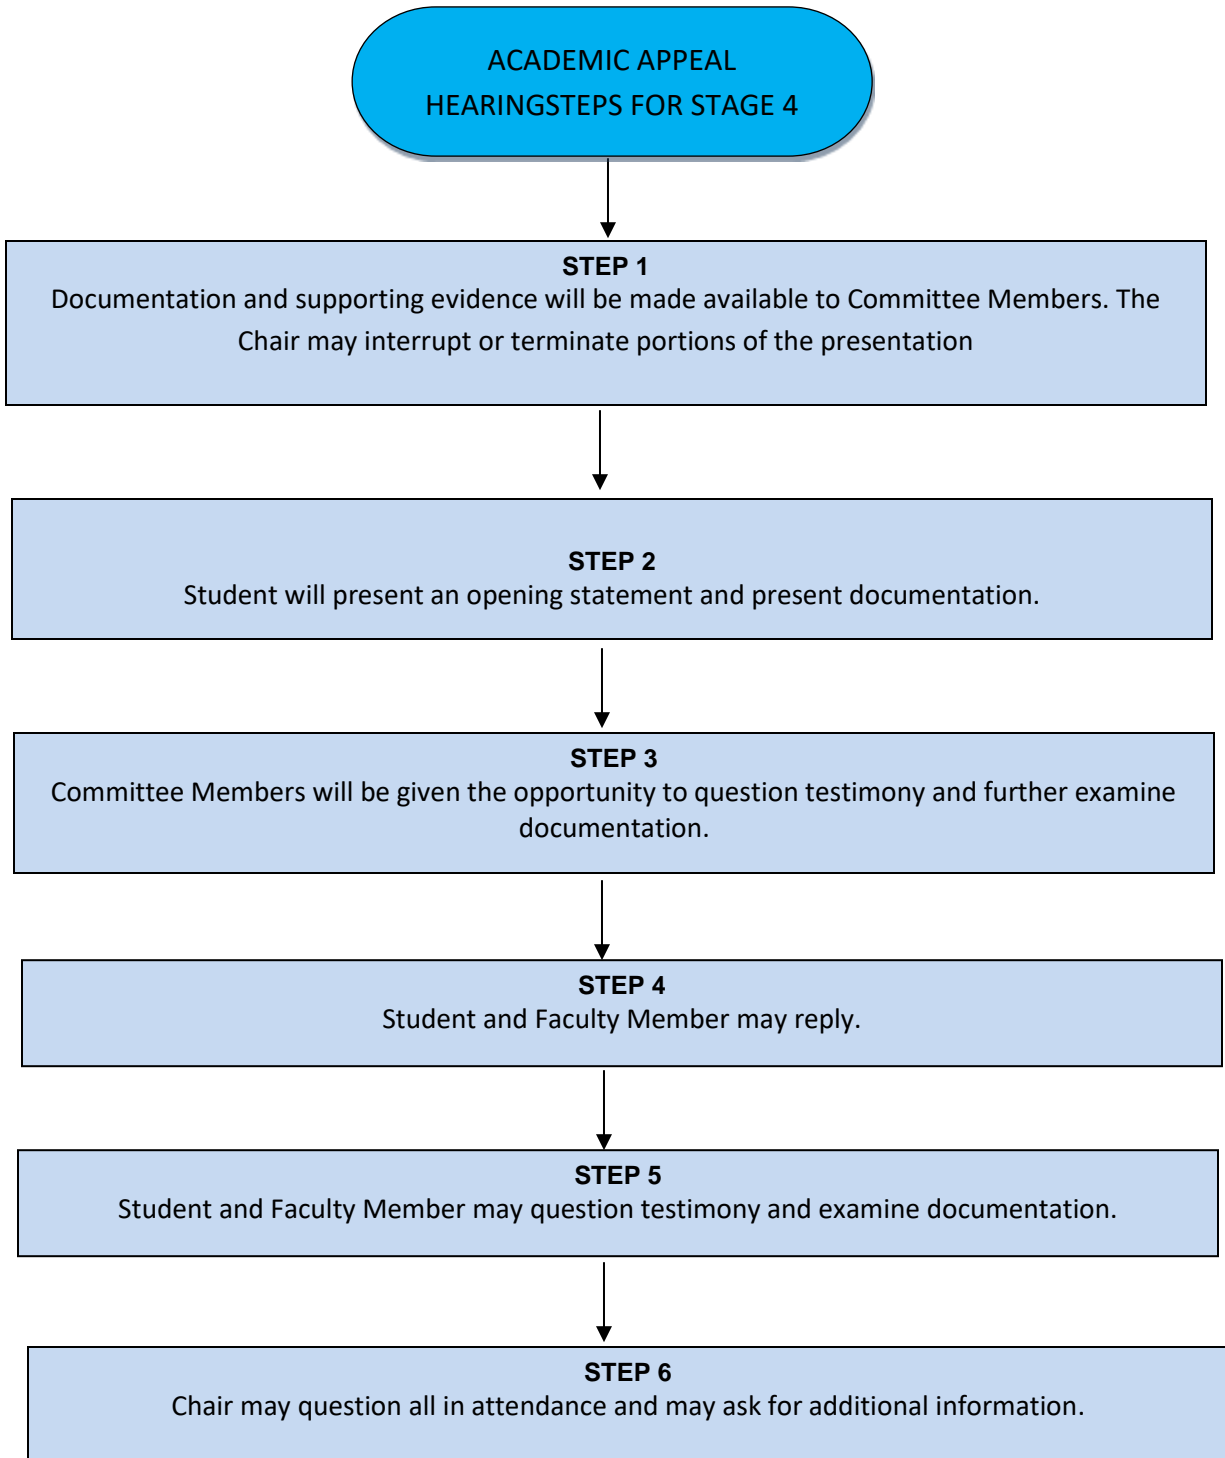 ACADEMIC APPEAL
HEARINGSTEPS FOR STAGE 4
STEP 1
Documentation and supporting evidence will be made available to Committee Members. The
Chair may interrupt or terminate portions of the presentation
STEP 2
Student will present an opening statement and present documentation.
STEP 3
Committee Members will be given the opportunity to question testimony and further examine
documentation.
STEP 4
Student and Faculty Member may reply.
STEP 5
Student and Faculty Member may question testimony and examine documentation.
STEP 6
Chair may question all in attendance and may ask for additional information.